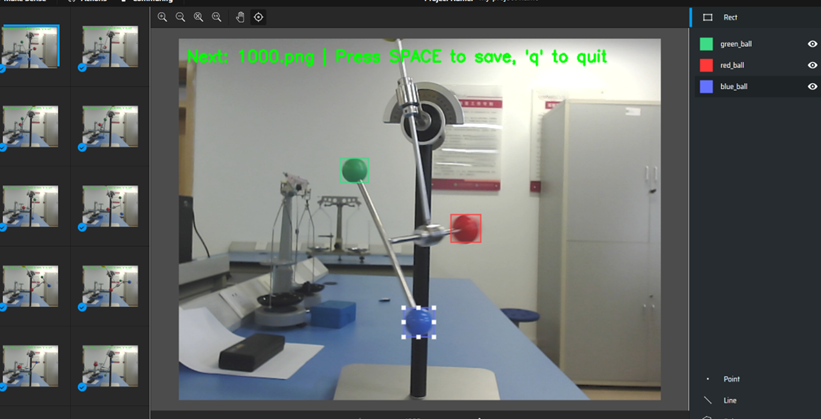 Next: 1000.png | Press SPACE to save, 'q' to quit
Rect
green_ball
red_ball
blue_ball
Point
Line